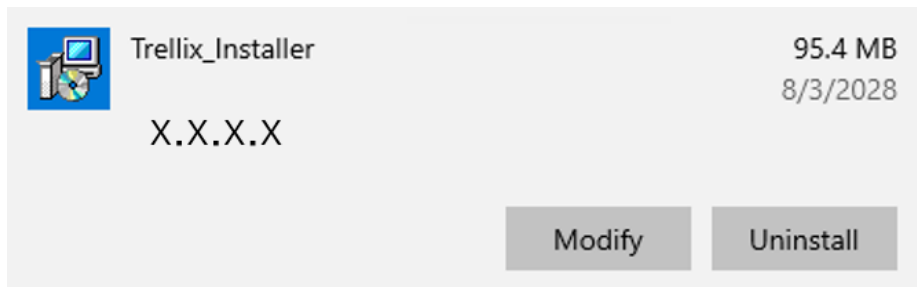 Trellix_Installer
95.4 MB
8/3/2028
X.X.X.X
Modify
Uninstall